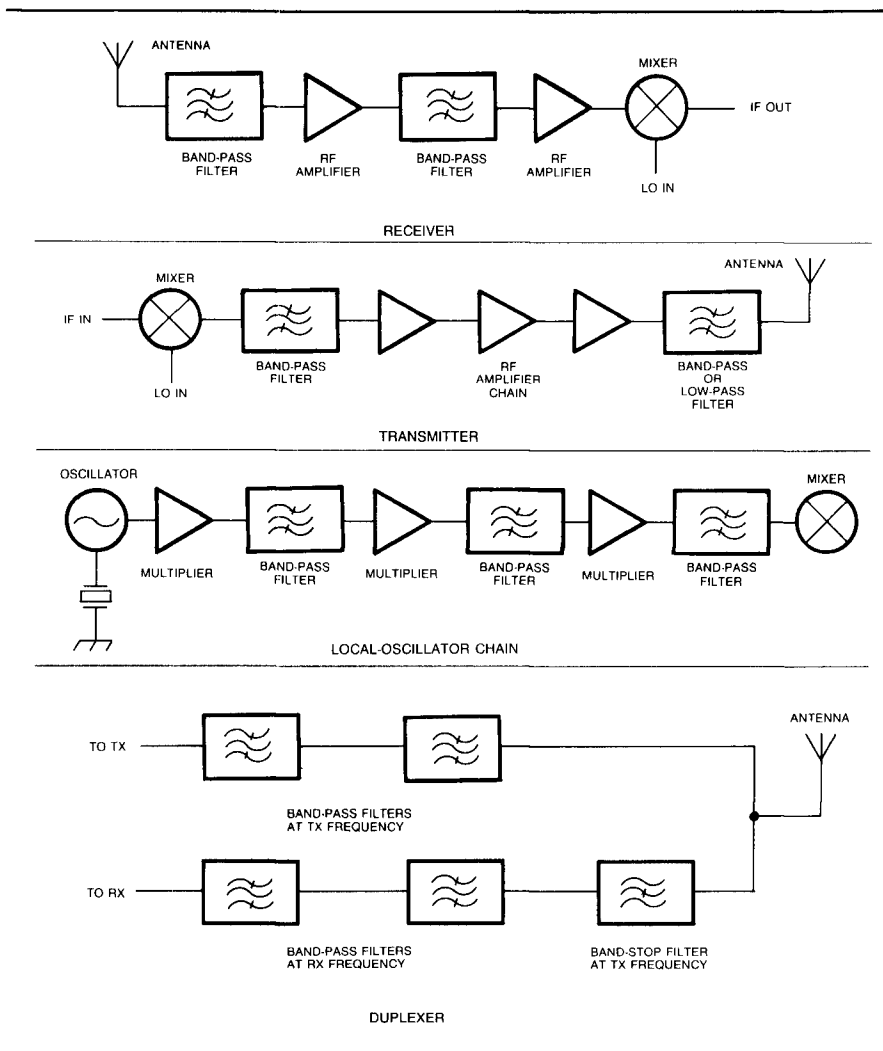 ANTENNA
MIXER
IF OUT
BAND-PASS
FILTER
RF
AMPLIFIER
BAND-PASS
FILTER
RF
AMPLIFIER
LO IN
RECEIVER
ANTENNA
MIXER
IF IN
BAND-PASS
FILTER
RF
AMPLIFIER
CHAIN
BAND-PASS
OR
LOW-PASS
FILTER
LO IN
TRANSMITTER
OSCILLATOR
MIXER
MULTIPLIER
BAND-PASS
FILTER
MULTIPLIER
BAND-PASS
FILTER
MULTIPLIER
BAND-PASS
FILTER
LOCAL-OSCILLATOR CHAIN
ANTENNA
TO TX
BAND-PASS FILTERS
AT TX FREQUENCY
TO RX
BAND-PASS FILTERS
AT RX FREQUENCY
BAND-STOP FILTER
AT TX FREQUENCY
DUPLEXER